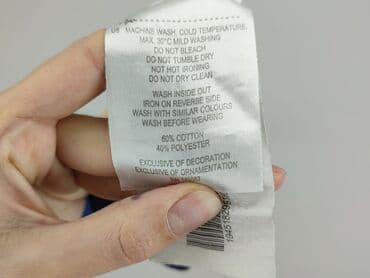 US MACHINE WASH, COLD TEMPERATURE,
MAX. 30°C MILD WASHING
DO NOT BLEACH
DO NOT TUMBLE DRY
NOT HOT IRONING
DO NOT DRY CLEAN
WASH INSIDE OUT
IRON ON REVERSE SIDE
WASH WITH SIMILAR COLOURS
WASH BEFORE WEARING
60% COTTON
40% POLYESTER
EXCLUSIVE OF DECORATION
EXCLUSIVE OF ORNAMENTATION